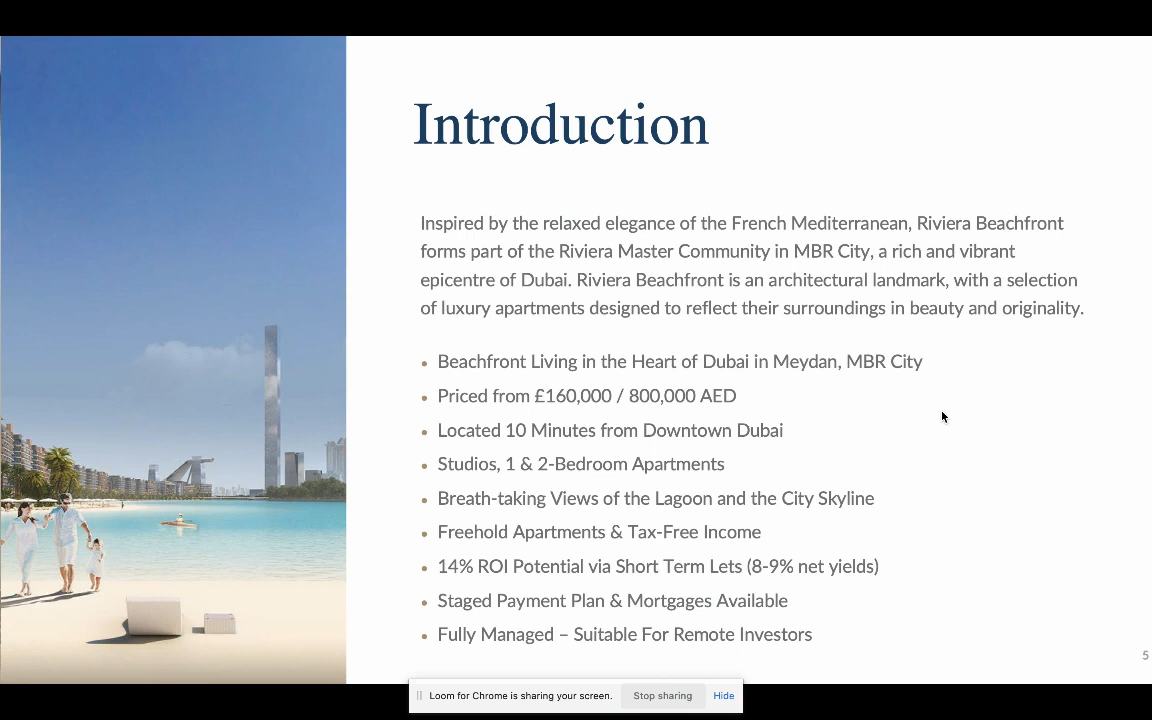 Introduction
Inspired by the relaxed elegance of the French Mediterranean, Riviera Beachfront
forms part of the Riviera Master Community in MBR City, a rich and vibrant
epicentre of Dubai. Riviera Beachfront is an architectural landmark, with a selection
of luxury apartments designed to reflect their surroundings in beauty and originality.
• Beachfront Living in the Heart of Dubai in Meydan, MBR City
• Priced from £160,000 / 800,000 AED
• Located 10 Minutes from Downtown Dubai
• Studios, 1 & 2-Bedroom Apartments
• Breath-taking Views of the Lagoon and the City Skyline
• Freehold Apartments & Tax-Free Income
• 14% ROI Potential via Short Term Lets (8-9% net yields)
• Staged Payment Plan & Mortgages Available
• Fully Managed – Suitable For Remote Investors
5
Loom for Chrome is sharing your screen. Stop sharing Hide